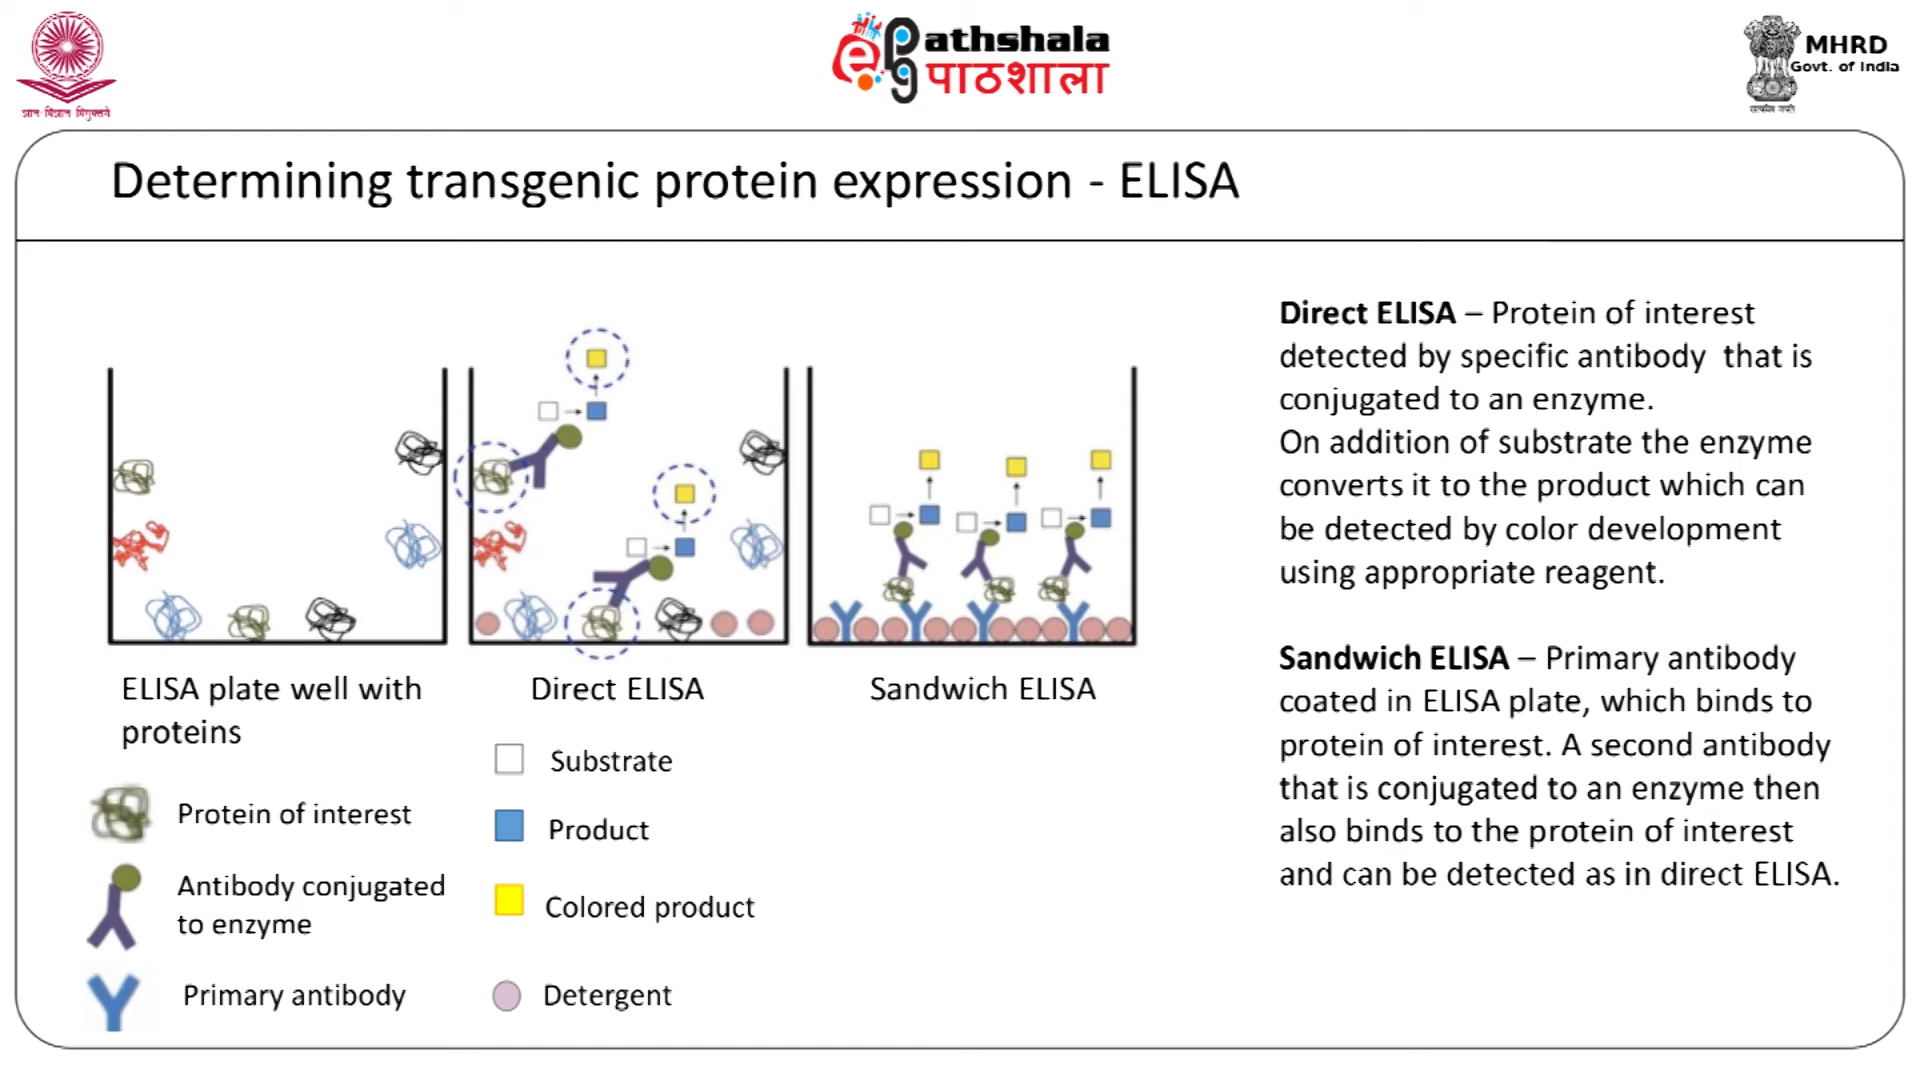 ज्ञान-विज्ञान विमुक्तये
ePg
athshala
पाठशाला
MHRD
Govt. of India
सत्यमेव जयते
Determining transgenic protein expression - ELISA
ELISA plate well with
proteins
Direct ELISA
Sandwich ELISA
Protein of interest
Antibody conjugated
to enzyme
Primary antibody
Substrate
Product
Colored product
Detergent
Direct ELISA – Protein of interest
detected by specific antibody that is
conjugated to an enzyme.
On addition of substrate the enzyme
converts it to the product which can
be detected by color development
using appropriate reagent.
Sandwich ELISA – Primary antibody
coated in ELISA plate, which binds to
protein of interest. A second antibody
that is conjugated to an enzyme then
also binds to the protein of interest
and can be detected as in direct ELISA.